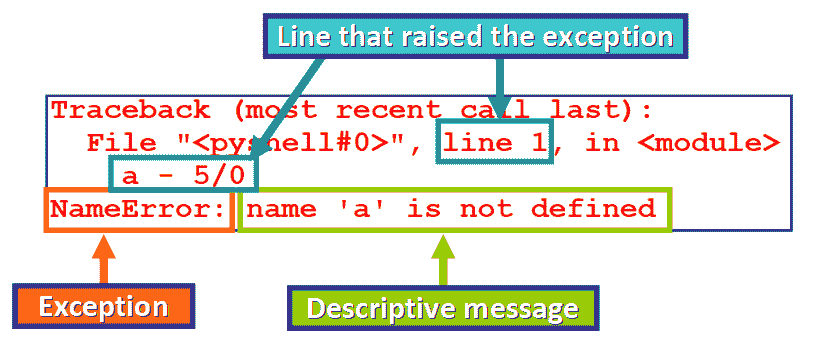 Line that raised the exception
Traceback (most recent call last):
File "<pyshell#0>", line 1, in <module>
a - 5/0
NameError: name 'a' is not defined
Exception
Descriptive message